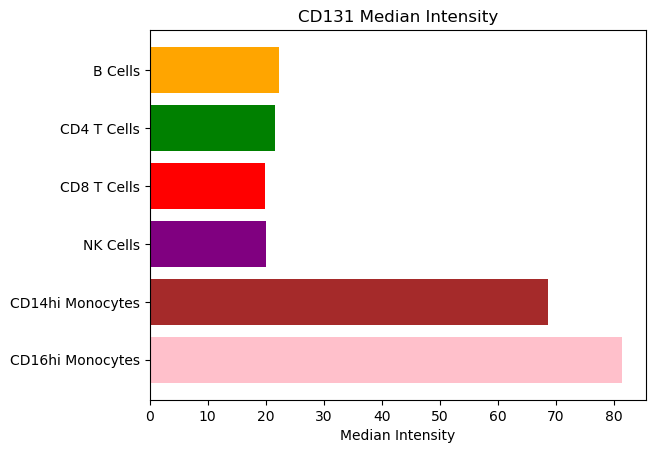 CD131 Median Intensity
B Cells
CD4 T Cells
CD8 T Cells
NK Cells
CD14hi Monocytes
CD16hi Monocytes
0 10 20 30 40 50 60 70 80
Median Intensity